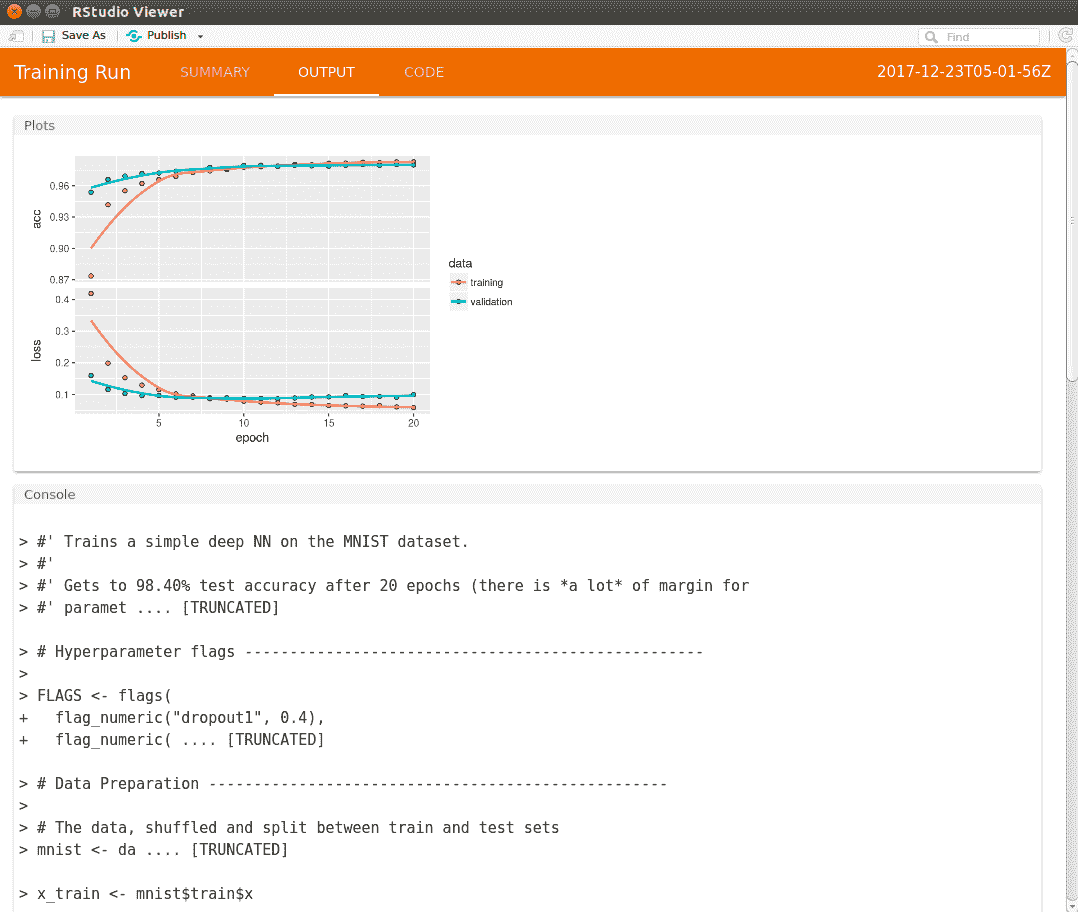 RStudio Viewer
Save As Publish Find
Training Run SUMMARY OUTPUT CODE 2017-12-23T05-01-56Z
Plots
0.96
0.93
0.90
0.87
acc
data
training
validation
0.4
0.3
0.2
0.1
loss
5 10 15 20
epoch
Console
> #' Trains a simple deep NN on the MNIST dataset.
> #'
> #' Gets to 98.40% test accuracy after 20 epochs (there is *a lot* of margin for
> #' paramet .... [TRUNCATED]
> # Hyperparameter flags ---------------------------------------------------
>
> FLAGS <- flags(
+   flag_numeric("dropout1", 0.4),
+   flag_numeric( .... [TRUNCATED]
> # Data Preparation ---------------------------------------------------
>
> # The data, shuffled and split between train and test sets
> mnist <- da .... [TRUNCATED]
> x_train <- mnist$train$x